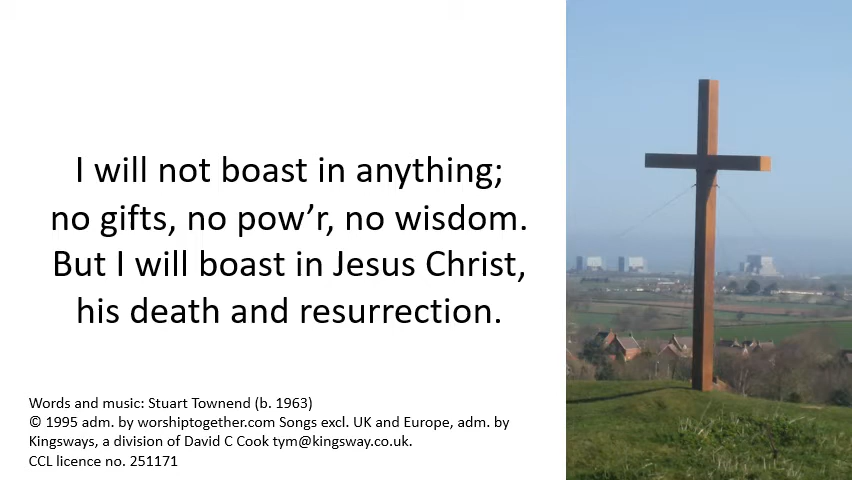 I will not boast in anything;
no gifts, no pow’r, no wisdom.
But I will boast in Jesus Christ,
his death and resurrection.
Words and music: Stuart Townend (b. 1963)
© 1995 adm. by worshiptogether.com Songs excl. UK and Europe, adm. by
Kingsways, a division of David C Cook tym@kingsway.co.uk.
CCL licence no. 251171